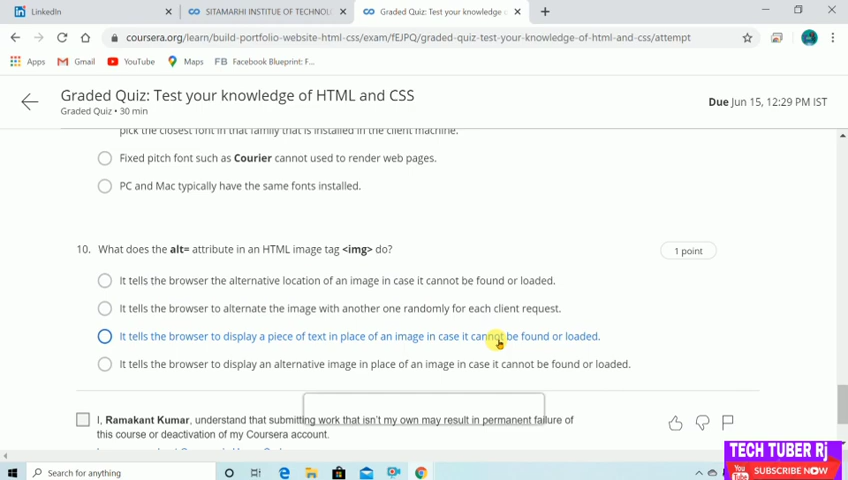 LinkedIn
SITAMARHI INSTITUE OF TECHNOL
Graded Quiz: Test your knowledge
coursera.org/learn/build-portfolio-website-html-css/exam/fEJPQ/graded-quiz-test-your-knowledge-of-html-and-css/attempt
Apps Gmail YouTube Maps FB Facebook Blueprint: F...
Graded Quiz: Test your knowledge of HTML and CSS
Graded Quiz • 30 min
Due Jun 15, 12:29 PM IST
pick the closest font in that family that is installed in the client machine.
Fixed pitch font such as Courier cannot used to render web pages.
PC and Mac typically have the same fonts installed.
10. What does the alt= attribute in an HTML image tag <img> do?
1 point
It tells the browser the alternative location of an image in case it cannot be found or loaded.
It tells the browser to alternate the image with another one randomly for each client request.
It tells the browser to display a piece of text in place of an image in case it cannot be found or loaded.
It tells the browser to display an alternative image in place of an image in case it cannot be found or loaded.
I, Ramakant Kumar, understand that submitting work that isn't my own may result in permanent failure of
this course or deactivation of my Coursera account.
TECH TUBER RJ
You Tube SUBSCRIBE NOW
Search for anything